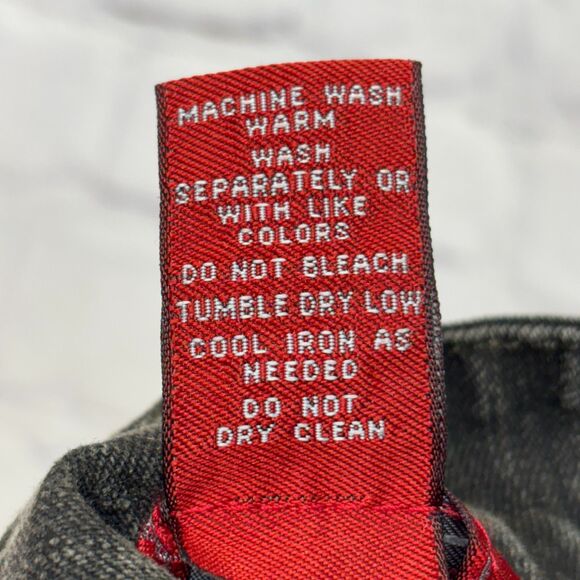 MACHINE WASH
WARM
WASH
SEPARATELY OR
WITH LIKE
COLORS
DO NOT BLEACH
TUMBLE DRY LOW
COOL IRON AS
NEEDED
DO NOT
DRY CLEAN